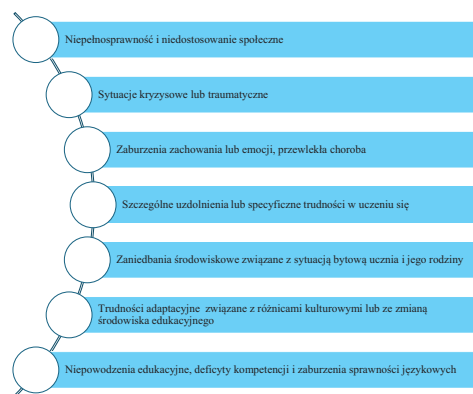 Niepełnosprawność i niedostosowanie społeczne
Sytuacje kryzysowe lub traumatyczne
Zaburzenia zachowania lub emocji, przewlekła choroba
Szczególne uzdolnienia lub specyficzne trudności w uczeniu się
Zaniedbania środowiskowe związane z sytuacją bytową ucznia i jego rodziny
Trudności adaptacyjne związane z różnicami kulturowymi lub ze zmianą
środowiska edukacyjnego
Niepowodzenia edukacyjne, deficyty kompetencji i zaburzenia sprawności językowych